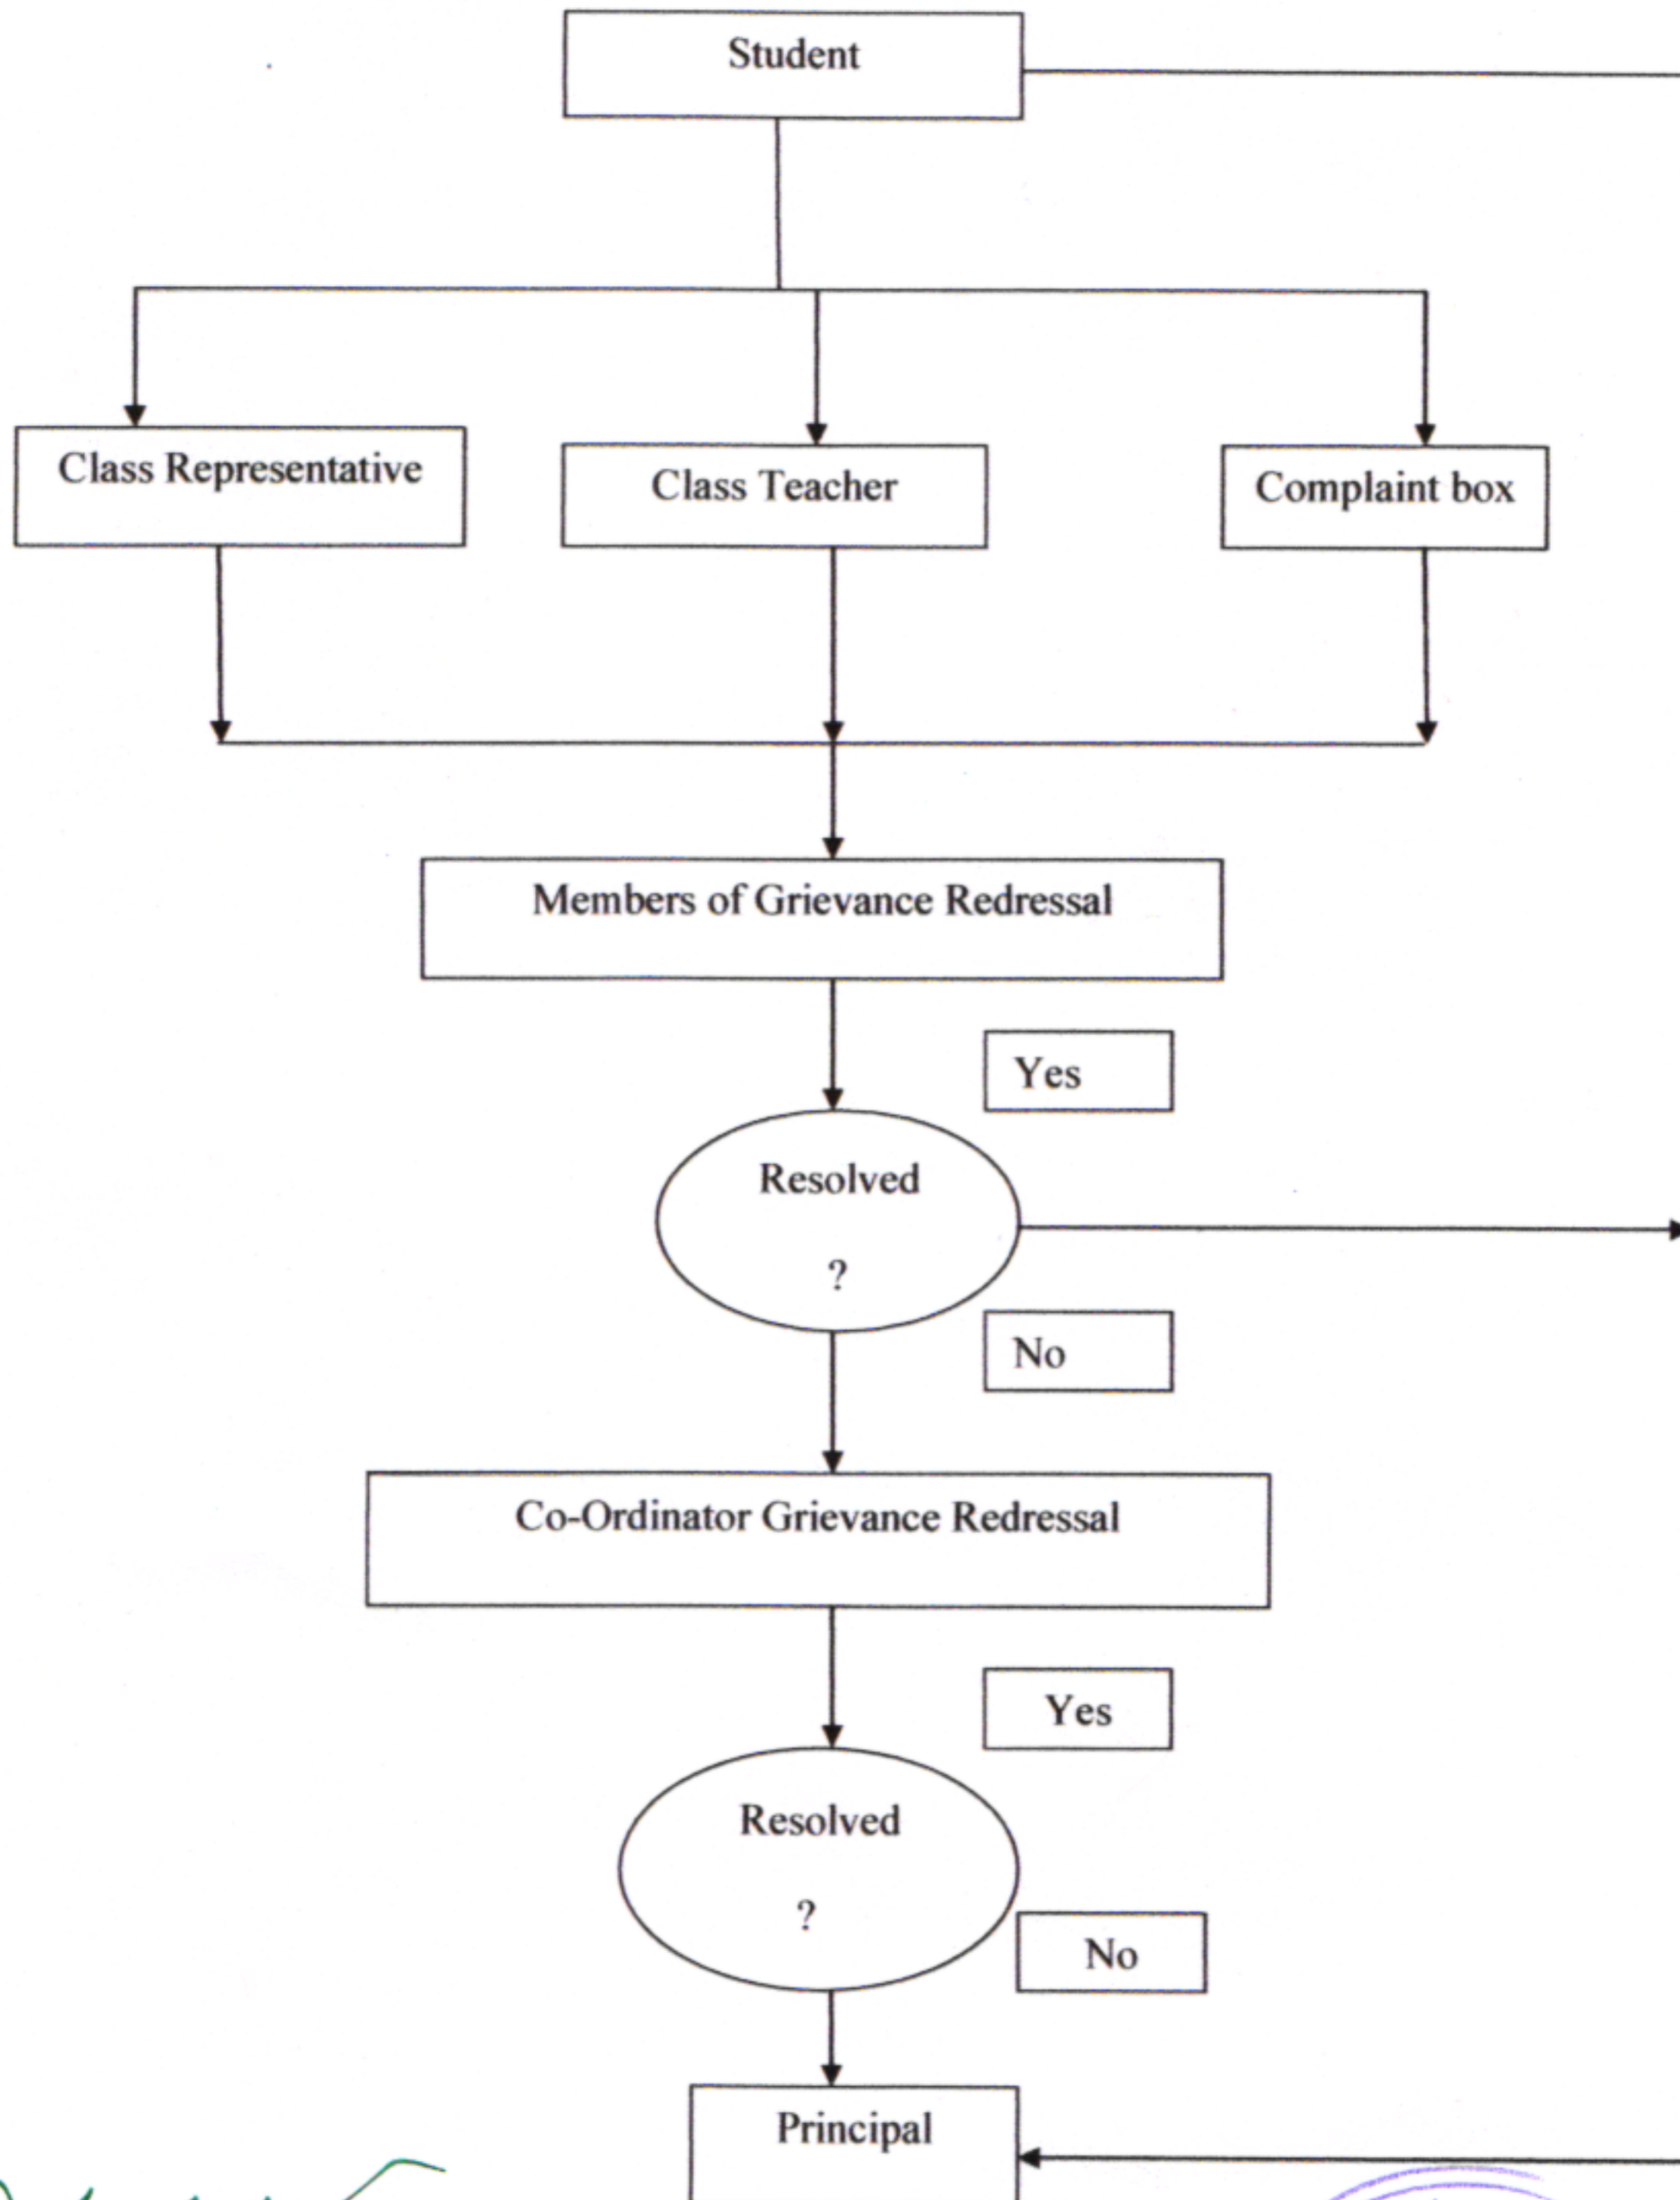 Student
Class Representative
Class Teacher
Complaint box
Members of Grievance Redressal
Yes
Resolved
?
No
Co-Ordinator Grievance Redressal
Yes
Resolved
?
No
Principal